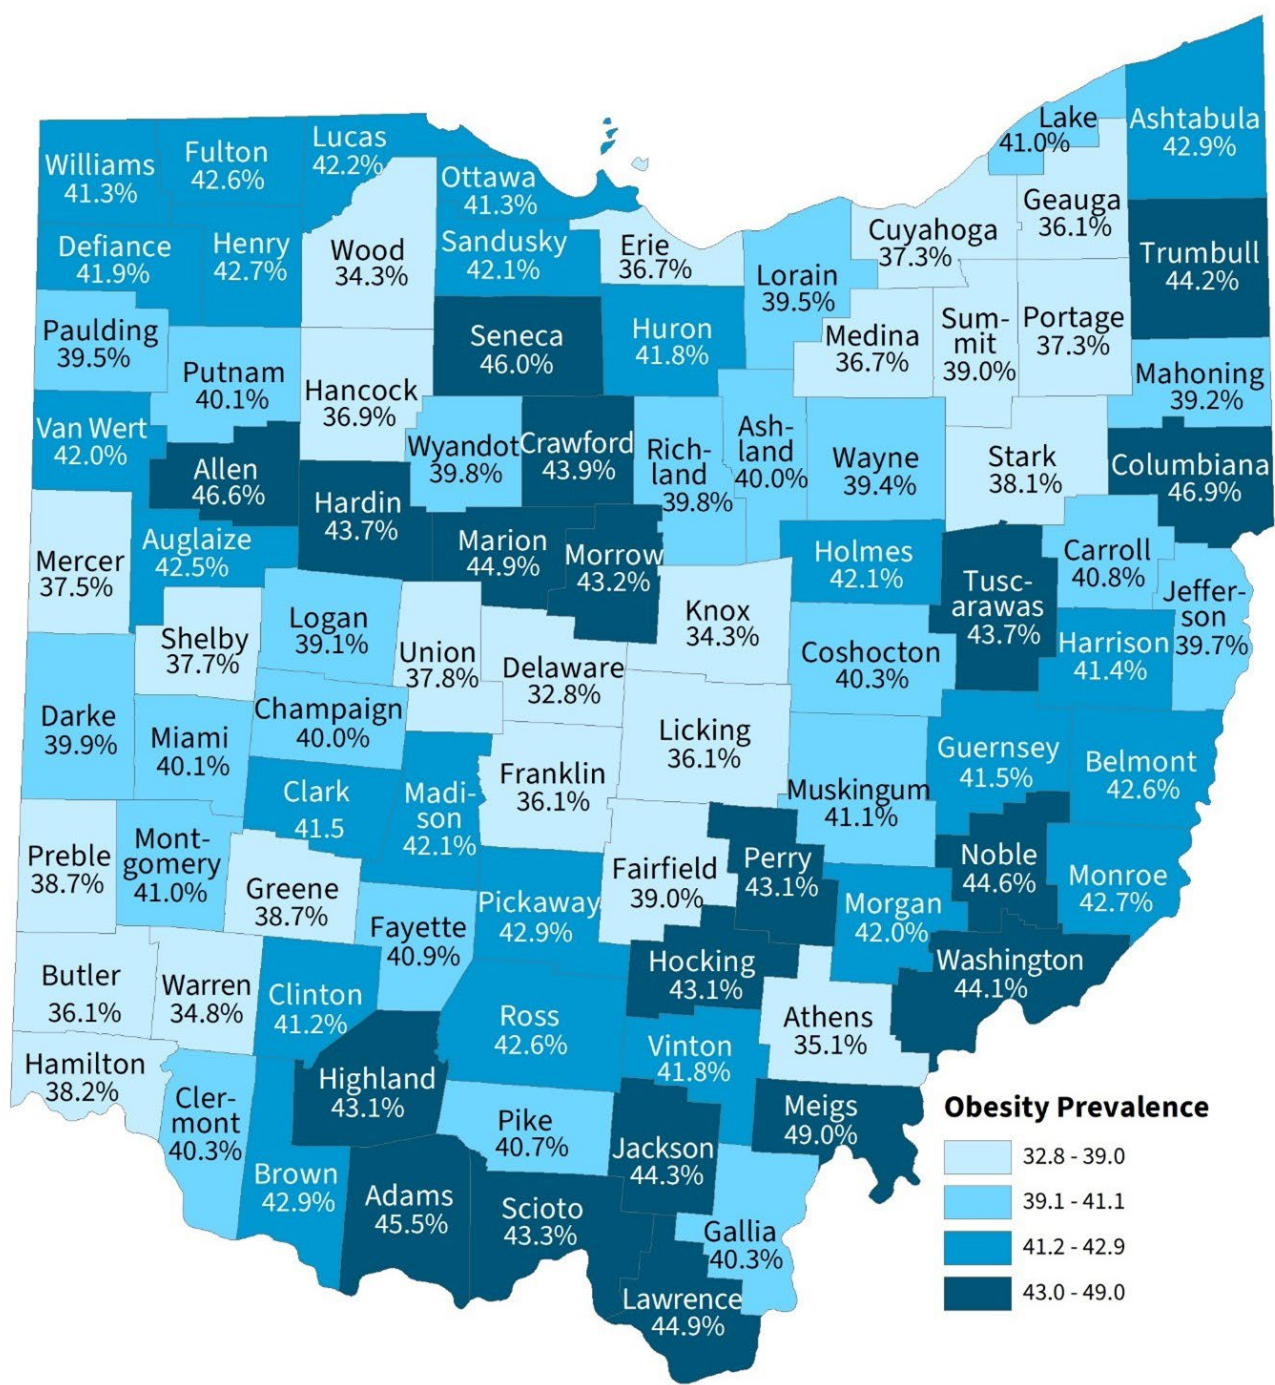 Lake
41.0%
Ashtabula
42.9%
Williams
41.3%
Fulton
42.6%
Lucas
42.2%
Ottawa
41.3%
Geauga
36.1%
Defiance
41.9%
Henry
42.7%
Wood
34.3%
Sandusky
42.1%
Erie
36.7%
Lorain
39.5%
Cuyahoga
37.3%
Trumbull
44.2%
Paulding
39.5%
Putnam
40.1%
Hancock
36.9%
Seneca
46.0%
Huron
41.8%
Medina
36.7%
Sum-
mit
39.0%
Portage
37.3%
Mahoning
39.2%
Van Wert
42.0%
Allen
46.6%
Hardin
43.7%
Wyandot
39.8%
Crawford
43.9%
Rich-
land
39.8%
Ash-
land
40.0%
Wayne
39.4%
Stark
38.1%
Columbiana
46.9%
Mercer
37.5%
Auglaize
42.5%
Marion
44.9%
Morrow
43.2%
Holmes
42.1%
Tusc-
arawas
43.7%
Carroll
40.8%
Jeffer-
son
39.7%
Shelby
37.7%
Logan
39.1%
Union
37.8%
Delaware
32.8%
Knox
34.3%
Coshocton
40.3%
Harrison
41.4%
Darke
39.9%
Miami
40.1%
Champaign
40.0%
Licking
36.1%
Muskingum
41.1%
Guernsey
41.5%
Belmont
42.6%
Clark
41.5
Madi-
son
42.1%
Franklin
36.1%
Preble
38.7%
Mont-
gomery
41.0%
Greene
38.7%
Fairfield
39.0%
Perry
43.1%
Noble
44.6%
Monroe
42.7%
Fayette
40.9%
Pickaway
42.9%
Morgan
42.0%
Butler
36.1%
Warren
34.8%
Clinton
41.2%
Hocking
43.1%
Washington
44.1%
Ross
42.6%
Vinton
41.8%
Athens
35.1%
Hamilton
38.2%
Cler-
mont
40.3%
Highland
43.1%
Pike
40.7%
Jackson
44.3%
Meigs
49.0%
Brown
42.9%
Adams
45.5%
Scioto
43.3%
Gallia
40.3%
Lawrence
44.9%
Obesity Prevalence
32.8 - 39.0
39.1 - 41.1
41.2 - 42.9
43.0 - 49.0